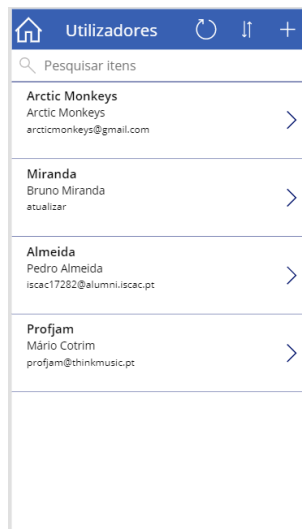 Utilizadores
Pesquisar itens
Arctic Monkeys
Arctic Monkeys
arcticmonkeys@gmail.com
Miranda
Bruno Miranda
atualizar
Almeida
Pedro Almeida
iscac17282@alumni.iscac.pt
Profjam
Mário Cotrim
profjam@thinkmusic.pt